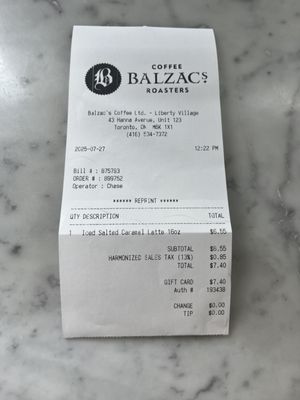 COFFEE
B BALZAC's
ROASTERS
Balzac's Coffee Ltd. - Liberty Village
43 Hanna Avenue, Unit 123
Toronto, ON M6K 1X1
(416) 534-7372
2025-07-27 12:22 PM
Bill # : 875793
ORDER # : 899752
Operator : Chase
****** REPRINT ******
QTY DESCRIPTION TOTAL
1 Iced Salted Caramel Latte 16oz $6.55
SUBTOTAL $6.55
HARMONIZED SALES TAX (13%) $0.85
TOTAL $7.40
GIFT CARD $7.40
Auth # 193438
CHANGE $0.00
TIP $0.00